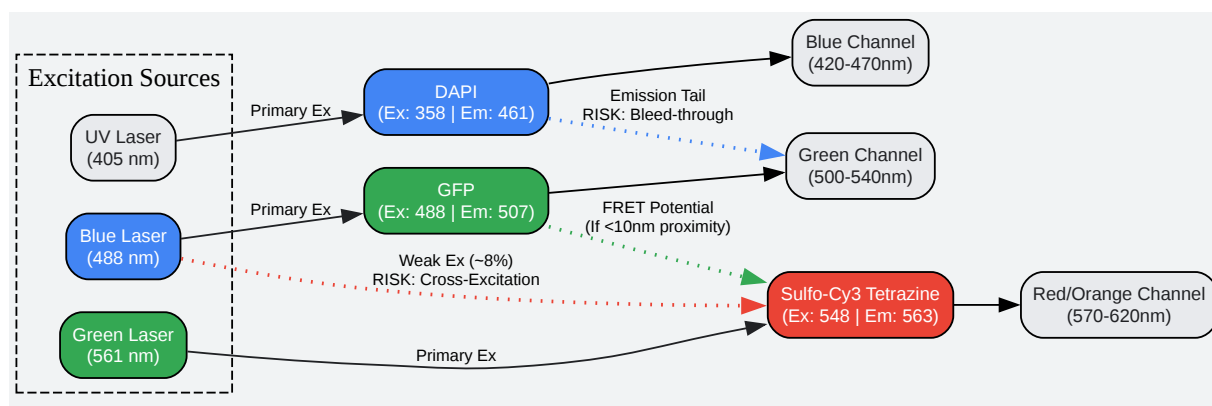 Excitation Sources
UV Laser
(405 nm)
Blue Laser
(488 nm)
Green Laser
(561 nm)
Primary Ex
Primary Ex
Weak Ex (~8%)
RISK: Cross-Excitation
Primary Ex
DAPI
(Ex: 358 | Em: 461)
GFP
(Ex: 488 | Em: 507)
Emission Tail
RISK: Bleed-through
FRET Potential
(If <10nm proximity)
Sulfo-Cy3 Tetrazine
(Ex: 548 | Em: 563)
Blue Channel
(420-470nm)
Green Channel
(500-540nm)
Red/Orange Channel
(570-620nm)